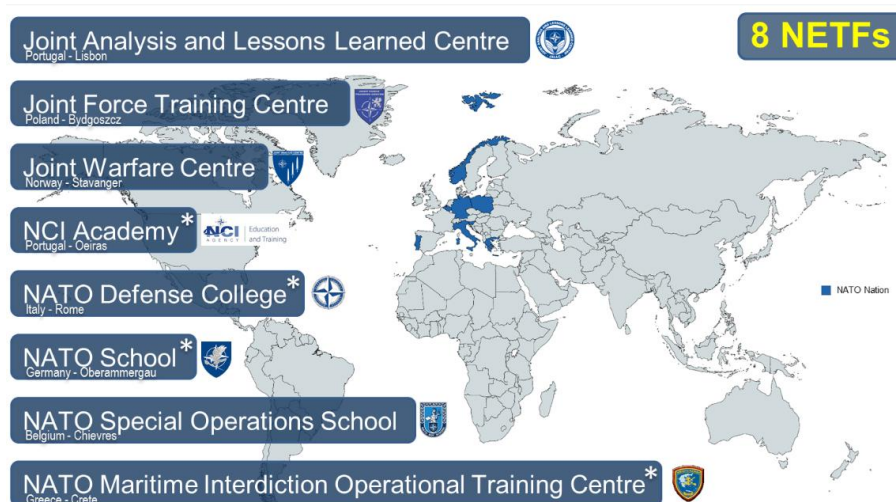 Joint Analysis and Lessons Learned Centre
Portugal - Lisbon
8 NETFs
Joint Force Training Centre
Poland - Bydgoszcz
Joint Warfare Centre
Norway - Stavanger
NCI Academy*
Portugal - Oeiras
NCI
AGENCY
Education
and Training
NATO Defense College*
Italy - Rome
NATO Nation
NATO School*
Germany - Oberammergau
NATO Special Operations School
Belgium - Chievres
NATO Maritime Interdiction Operational Training Centre*
Greece - Crete